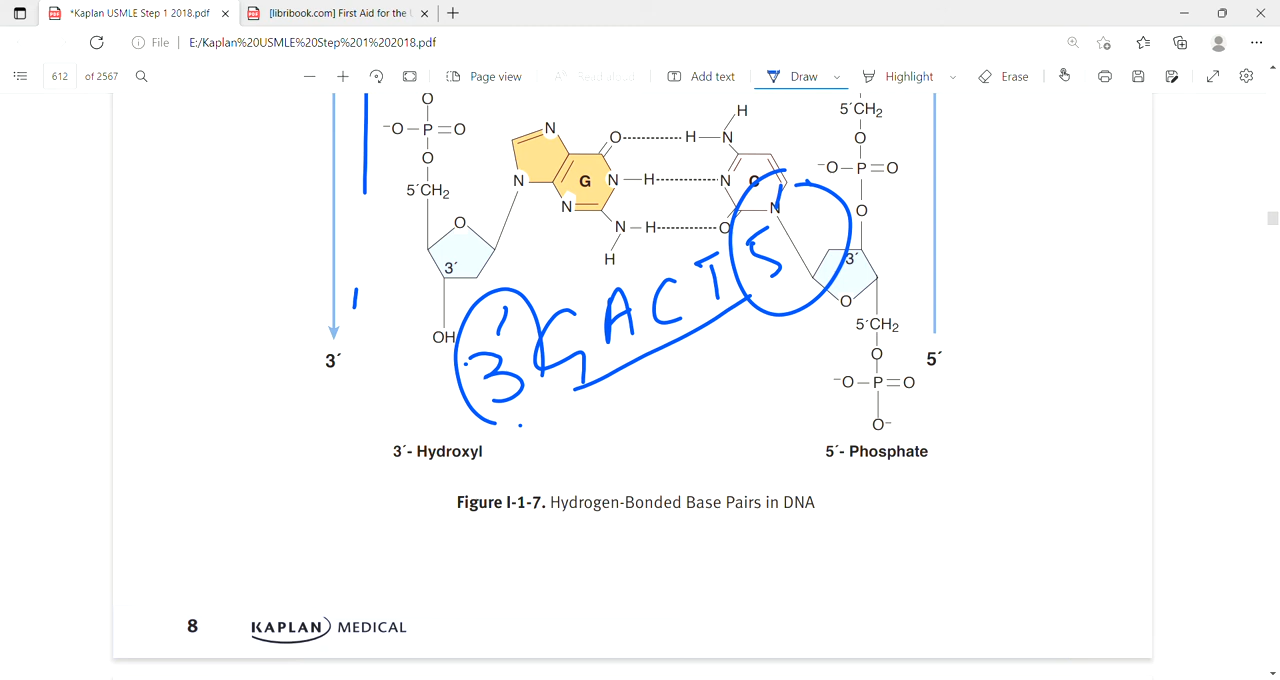 *Kaplan USMLE Step 1 2018.pdf
[libribook.com] First Aid for the
File E:/Kaplan%20USMLE%20Step%201%202018.pdf
612 of 2567 Page view Read aloud Add text Draw Highlight Erase
O
-O-P=O
O
5´CH2
O
3´
OH
3´
3´- Hydroxyl
N
N
N
G
O
N-H
N-H
H
H
H-N
N
C
N
O
5´CH2
O
-O-P=O
O
3´
O
5´CH2
O
-O-P=O
O-
5´
5´- Phosphate
3' GACT 5'
Figure I-1-7. Hydrogen-Bonded Base Pairs in DNA
8 KAPLAN MEDICAL